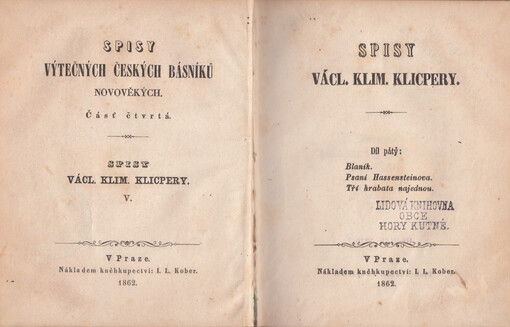 SPISY
VÝTEČNÝCH ČESKÝCH BÁSNÍKŮ
NOVOVĚKÝCH.
Část čtvrtá.
SPISY
VÁCL. KLIM. KLICPERY.
V.
V Praze.
Nákladem kněhkupectví: I. L. Kober.
1862.
SPISY
VÁCL. KLIM. KLICPERY.
Díl pátý:
Blaník.
Psaní Hassensteinova.
Tři hrabata najednou.
LIDOVÁ KNIHOVNA
OBCE
HORY KUTNÉ.
V Praze.
Nákladem kněhkupectví: I. L. Kober.
1862.